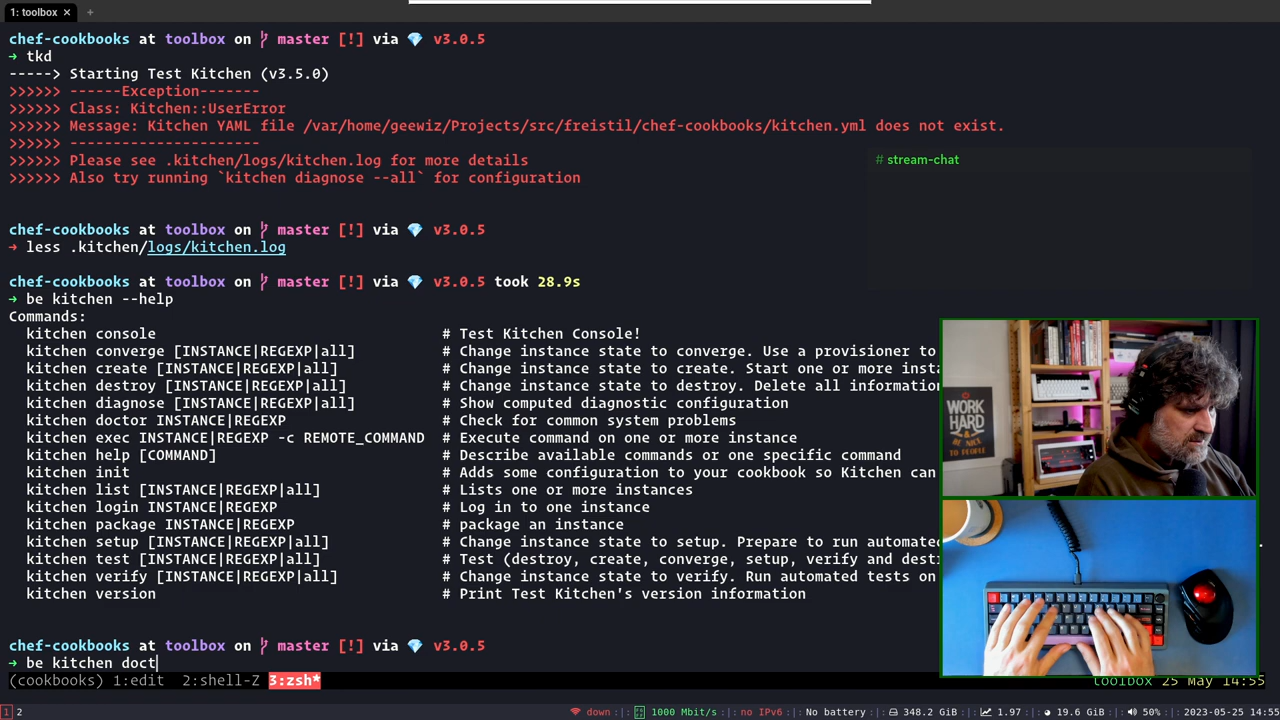 1: toolbox × +
chef-cookbooks at toolbox on master [!] via 💎 v3.0.5
→ tkd
-----> Starting Test Kitchen (v3.5.0)
>>>>>> ------Exception-------
>>>>>> Class: Kitchen::UserError
>>>>>> Message: Kitchen YAML file /var/home/geewiz/Projects/src/freistil/chef-cookbooks/kitchen.yml does not exist.
>>>>>> ----------------------
>>>>>> Please see .kitchen/logs/kitchen.log for more details
>>>>>> Also try running `kitchen diagnose --all` for configuration
# stream-chat
chef-cookbooks at toolbox on master [!] via 💎 v3.0.5
→ less .kitchen/logs/kitchen.log
chef-cookbooks at toolbox on master [!] via 💎 v3.0.5 took 28.9s
→ be kitchen --help
Commands:
kitchen console # Test Kitchen Console!
kitchen converge [INSTANCE|REGEXP|all] # Change instance state to converge. Use a provisioner to
kitchen create [INSTANCE|REGEXP|all] # Change instance state to create. Start one or more insta
kitchen destroy [INSTANCE|REGEXP|all] # Change instance state to destroy. Delete all information
kitchen diagnose [INSTANCE|REGEXP|all] # Show computed diagnostic configuration
kitchen doctor INSTANCE|REGEXP # Check for common system problems
kitchen exec INSTANCE|REGEXP -c REMOTE_COMMAND # Execute command on one or more instance
kitchen help [COMMAND] # Describe available commands or one specific command
kitchen init # Adds some configuration to your cookbook so Kitchen can
kitchen list [INSTANCE|REGEXP|all] # Lists one or more instances
kitchen login INSTANCE|REGEXP # Log in to one instance
kitchen package INSTANCE|REGEXP # package an instance
kitchen setup [INSTANCE|REGEXP|all] # Change instance state to setup. Prepare to run automated
kitchen test [INSTANCE|REGEXP|all] # Test (destroy, create, converge, setup, verify and dest
kitchen verify [INSTANCE|REGEXP|all] # Change instance state to verify. Run automated tests on
kitchen version # Print Test Kitchen's version information
WORK
HARD
& BE NICE
TO PEOPLE
chef-cookbooks at toolbox on master [!] via 💎 v3.0.5
→ be kitchen doct
(cookbooks) 1:edit 2:shell-Z 3:zsh* toolbox 25 May 14:55
1 2 down :|: 1000 Mbit/s :|: no IPv6 :|: No battery :|: 348.2 GiB :|: 1.97 :|: 19.6 GiB :|: 50% :|: 2023-05-25 14:55